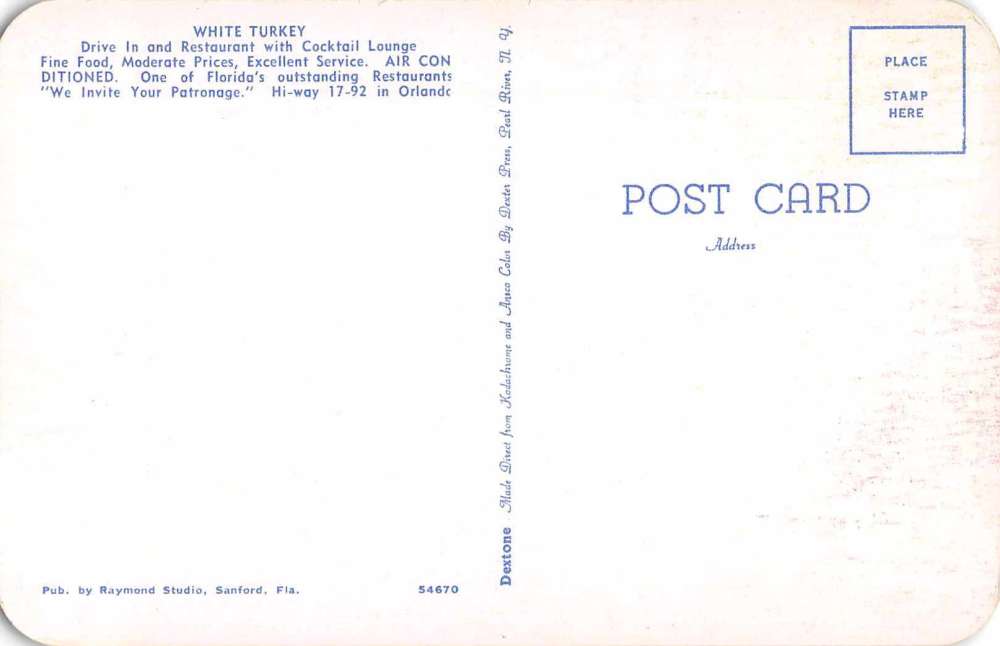 WHITE TURKEY
Drive In and Restaurant with Cocktail Lounge
Fine Food, Moderate Prices, Excellent Service. AIR CON
DITIONED. One of Florida's outstanding Restaurants
"We Invite Your Patronage." Hi-way 17-92 in Orlando
Pub. by Raymond Studio, Sanford, Fla. 54670
Dextone Made Direct from Kodachrome and Ansco Color By Dexter Press, Pearl River, N. Y.
PLACE
STAMP
HERE
POST CARD
Address